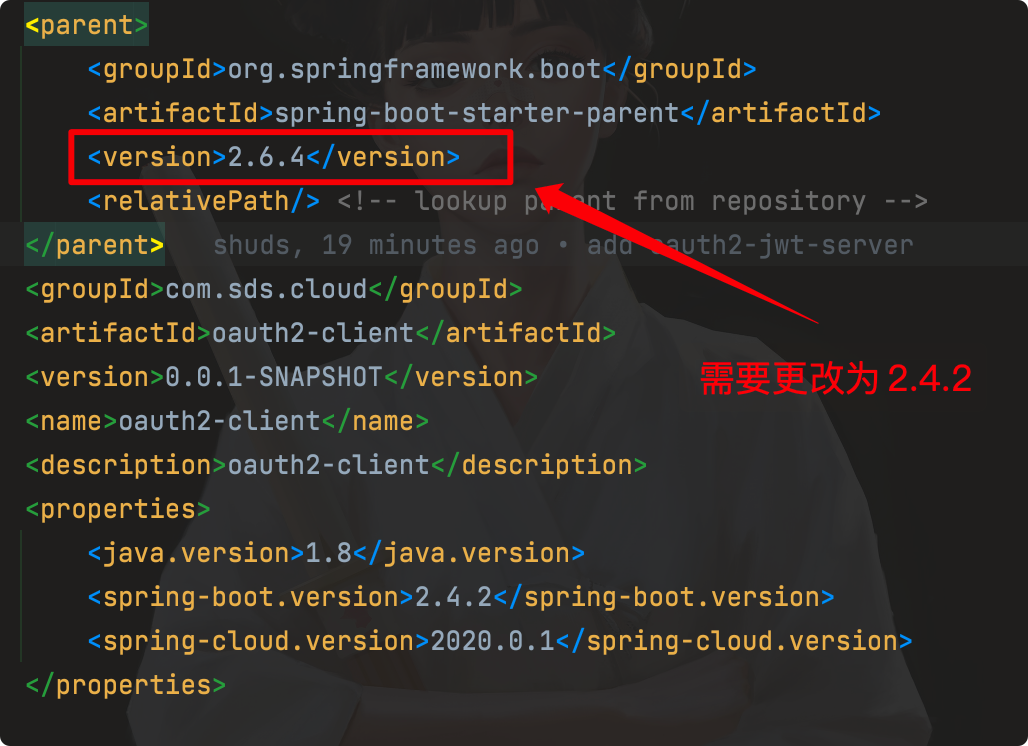 <parent>
<groupId>org.springframework.boot</groupId>
<artifactId>spring-boot-starter-parent</artifactId>
<version>2.6.4</version>
<relativePath/> <!-- lookup parent from repository -->
</parent> shuds, 19 minutes ago • add oauth2-jwt-server
<groupId>com.sds.cloud</groupId>
<artifactId>oauth2-client</artifactId>
<version>0.0.1-SNAPSHOT</version>
需要更改为 2.4.2
<name>oauth2-client</name>
<description>oauth2-client</description>
<properties>
<java.version>1.8</java.version>
<spring-boot.version>2.4.2</spring-boot.version>
<spring-cloud.version>2020.0.1</spring-cloud.version>
</properties>